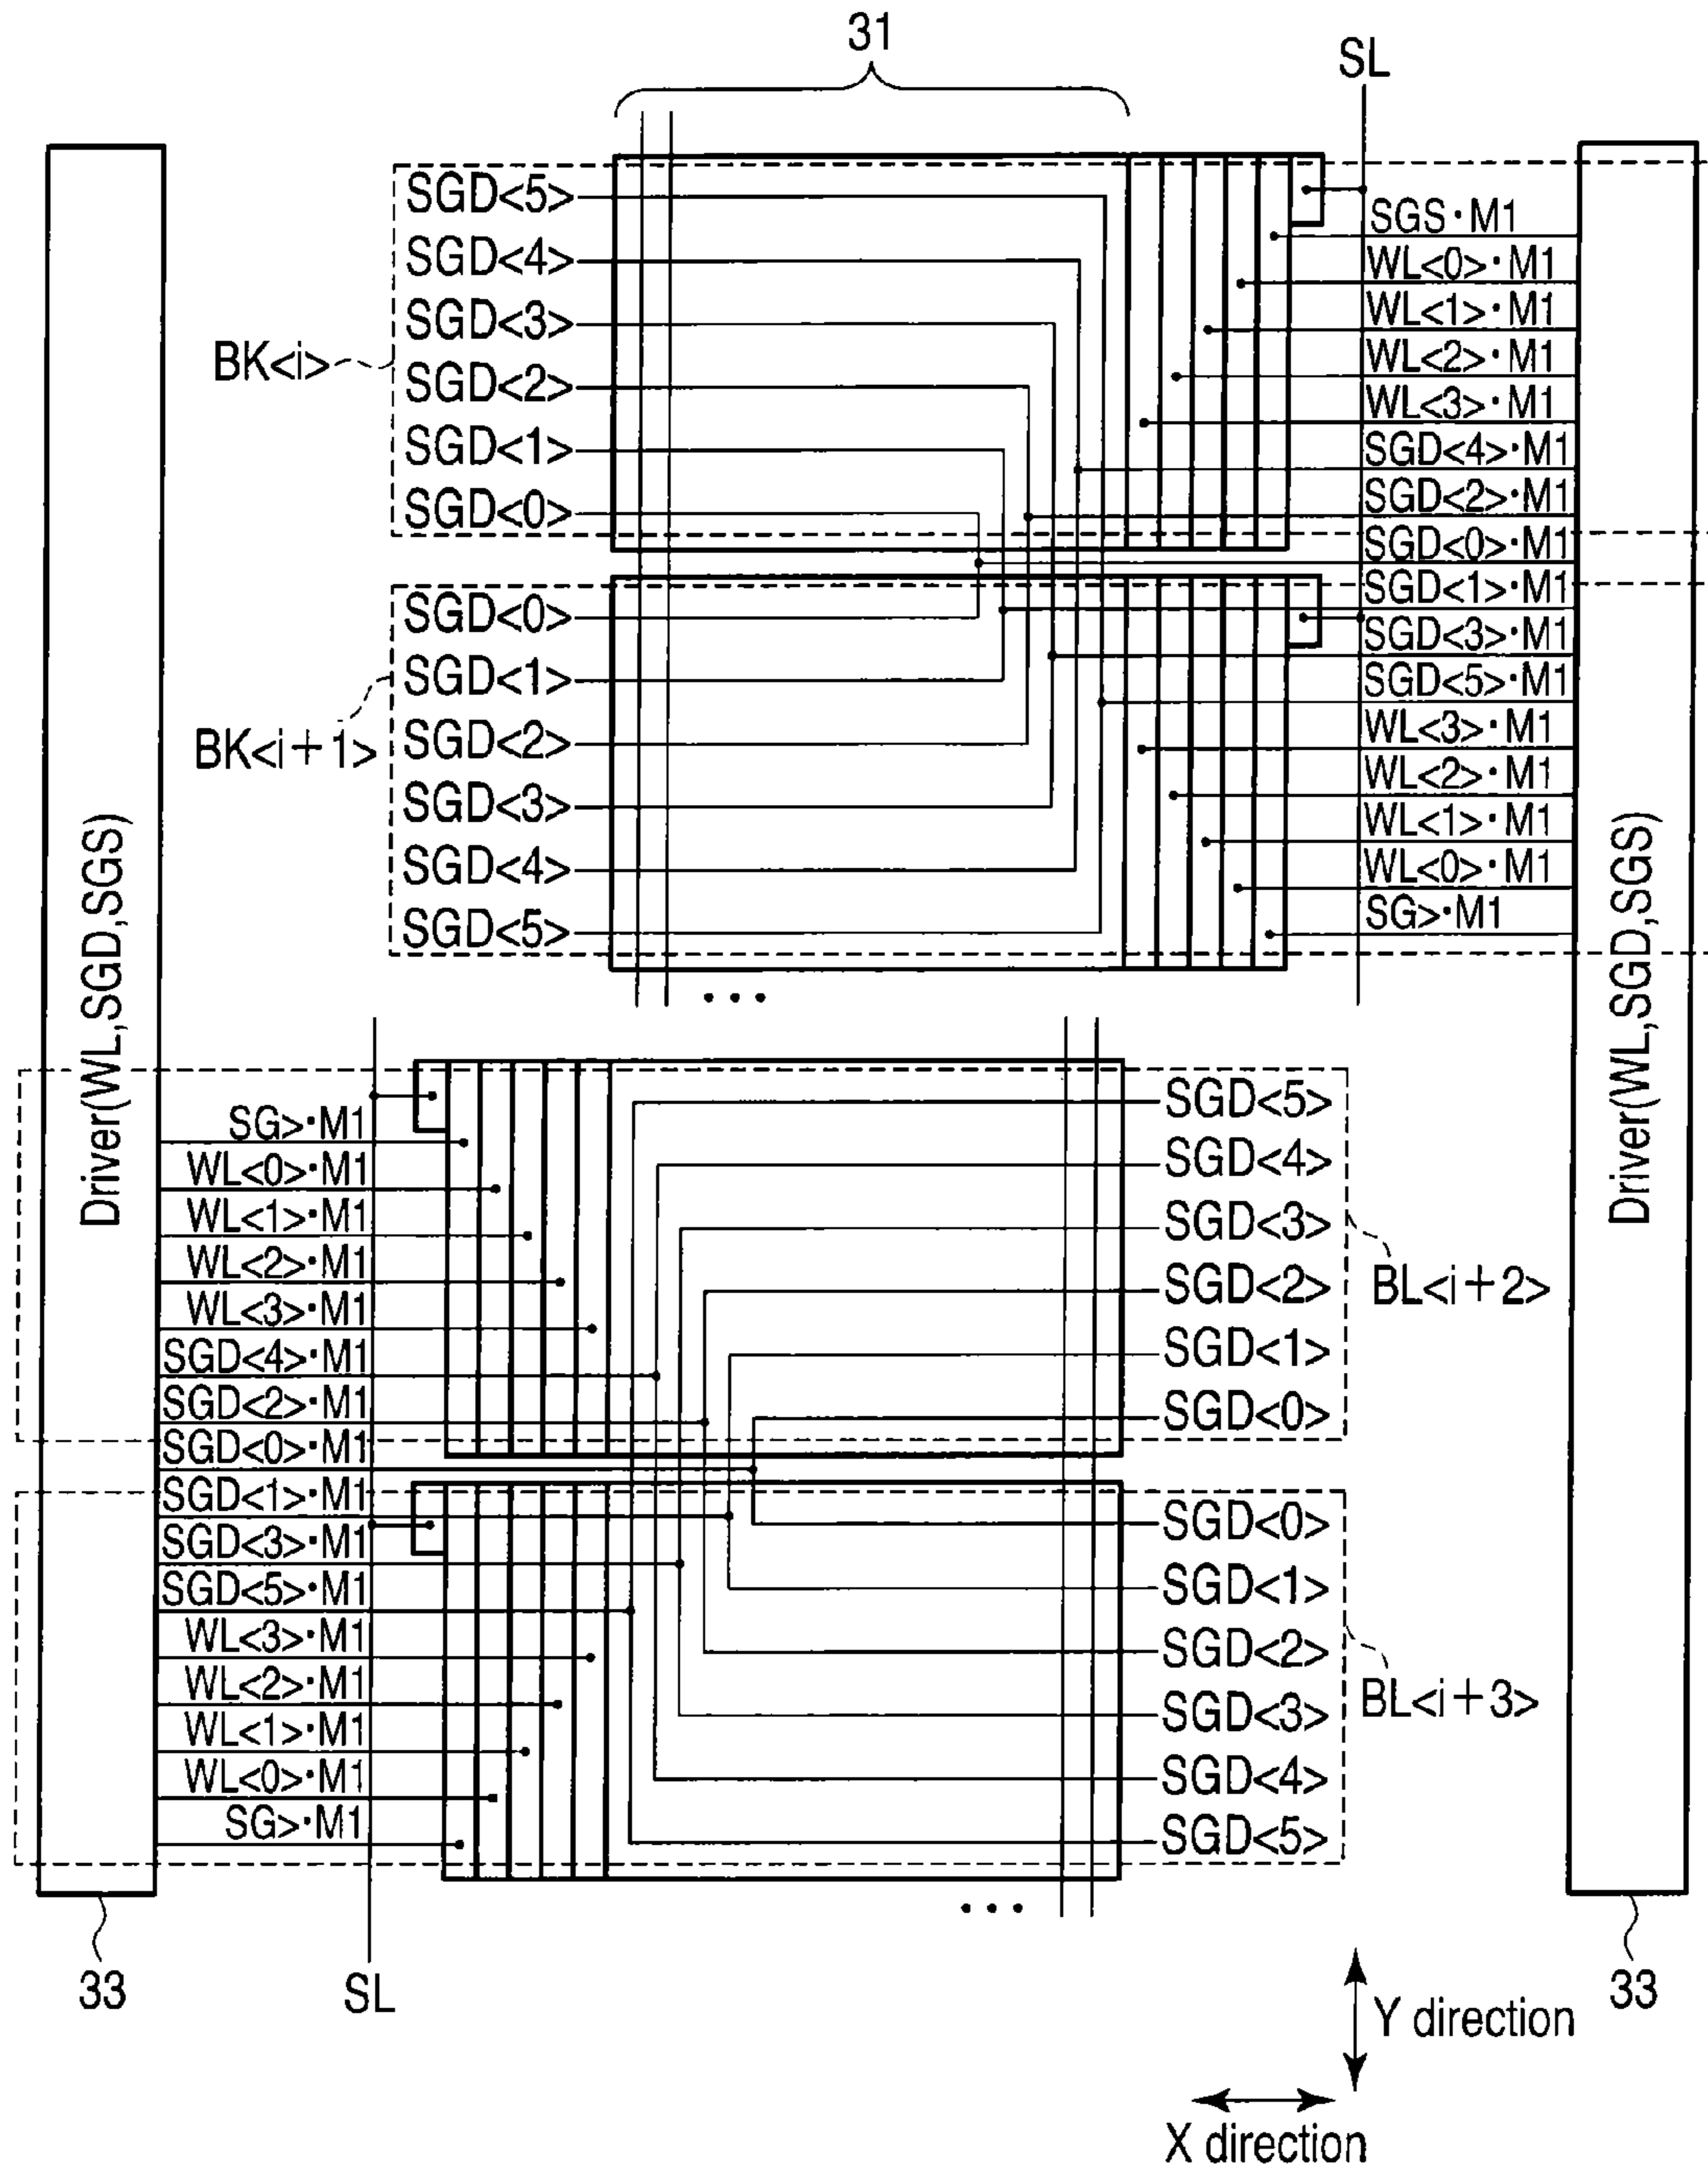 31
SL
SGD<5>
SGD<4>
SGD<3>
SGD<2>
SGD<1>
SGD<0>
BK<i>
SGS·M1
WL<0>·M1
WL<1>·M1
WL<2>·M1
WL<3>·M1
SGD<4>·M1
SGD<2>·M1
SGD<0>·M1
SGD<1>·M1
SGD<3>·M1
SGD<5>·M1
WL<3>·M1
WL<2>·M1
WL<1>·M1
WL<0>·M1
SG>·M1
SGD<0>
SGD<1>
SGD<2>
SGD<3>
SGD<4>
SGD<5>
BK<i+1>
Driver(WL,SGD,SGS)
Driver(WL,SGD,SGS)
SG>·M1
WL<0>·M1
WL<1>·M1
WL<2>·M1
WL<3>·M1
SGD<4>·M1
SGD<2>·M1
SGD<0>·M1
SGD<1>·M1
SGD<3>·M1
SGD<5>·M1
WL<3>·M1
WL<2>·M1
WL<1>·M1
WL<0>·M1
SG>·M1
SGD<5>
SGD<4>
SGD<3>
SGD<2>
SGD<1>
SGD<0>
BL<i+2>
SGD<0>
SGD<1>
SGD<2>
SGD<3>
SGD<4>
SGD<5>
BL<i+3>
33
SL
33
Y direction
X direction